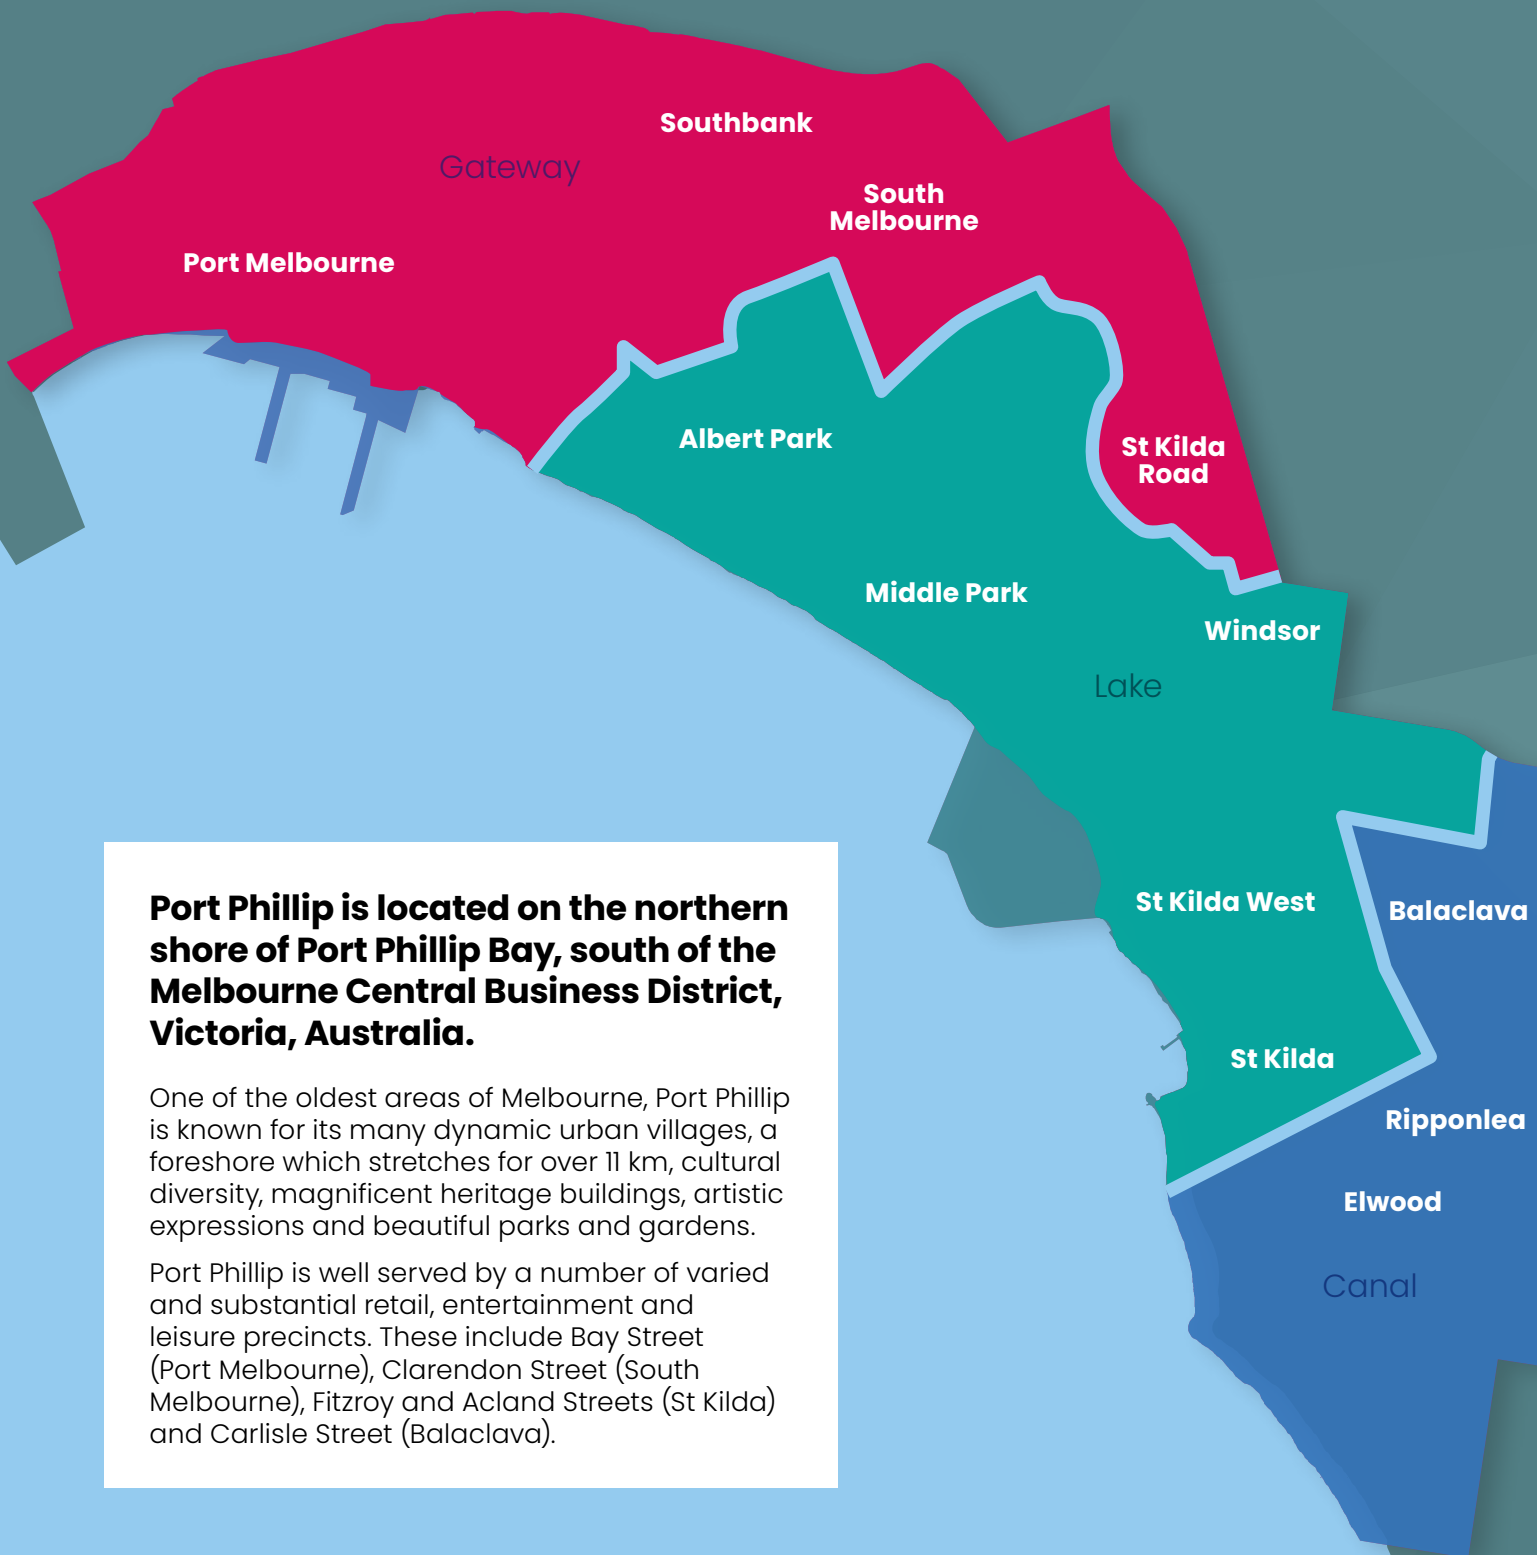 Southbank
Gateway
South
Melbourne
Port Melbourne
Albert Park
St Kilda
Road
Middle Park
Windsor
Lake
St Kilda West
Balaclava
St Kilda
Ripponlea
Elwood
Canal
Port Phillip is located on the northern
shore of Port Phillip Bay, south of the
Melbourne Central Business District,
Victoria, Australia.
One of the oldest areas of Melbourne, Port Phillip
is known for its many dynamic urban villages, a
foreshore which stretches for over 11 km, cultural
diversity, magnificent heritage buildings, artistic
expressions and beautiful parks and gardens.
Port Phillip is well served by a number of varied
and substantial retail, entertainment and
leisure precincts. These include Bay Street
(Port Melbourne), Clarendon Street (South
Melbourne), Fitzroy and Acland Streets (St Kilda)
and Carlisle Street (Balaclava).